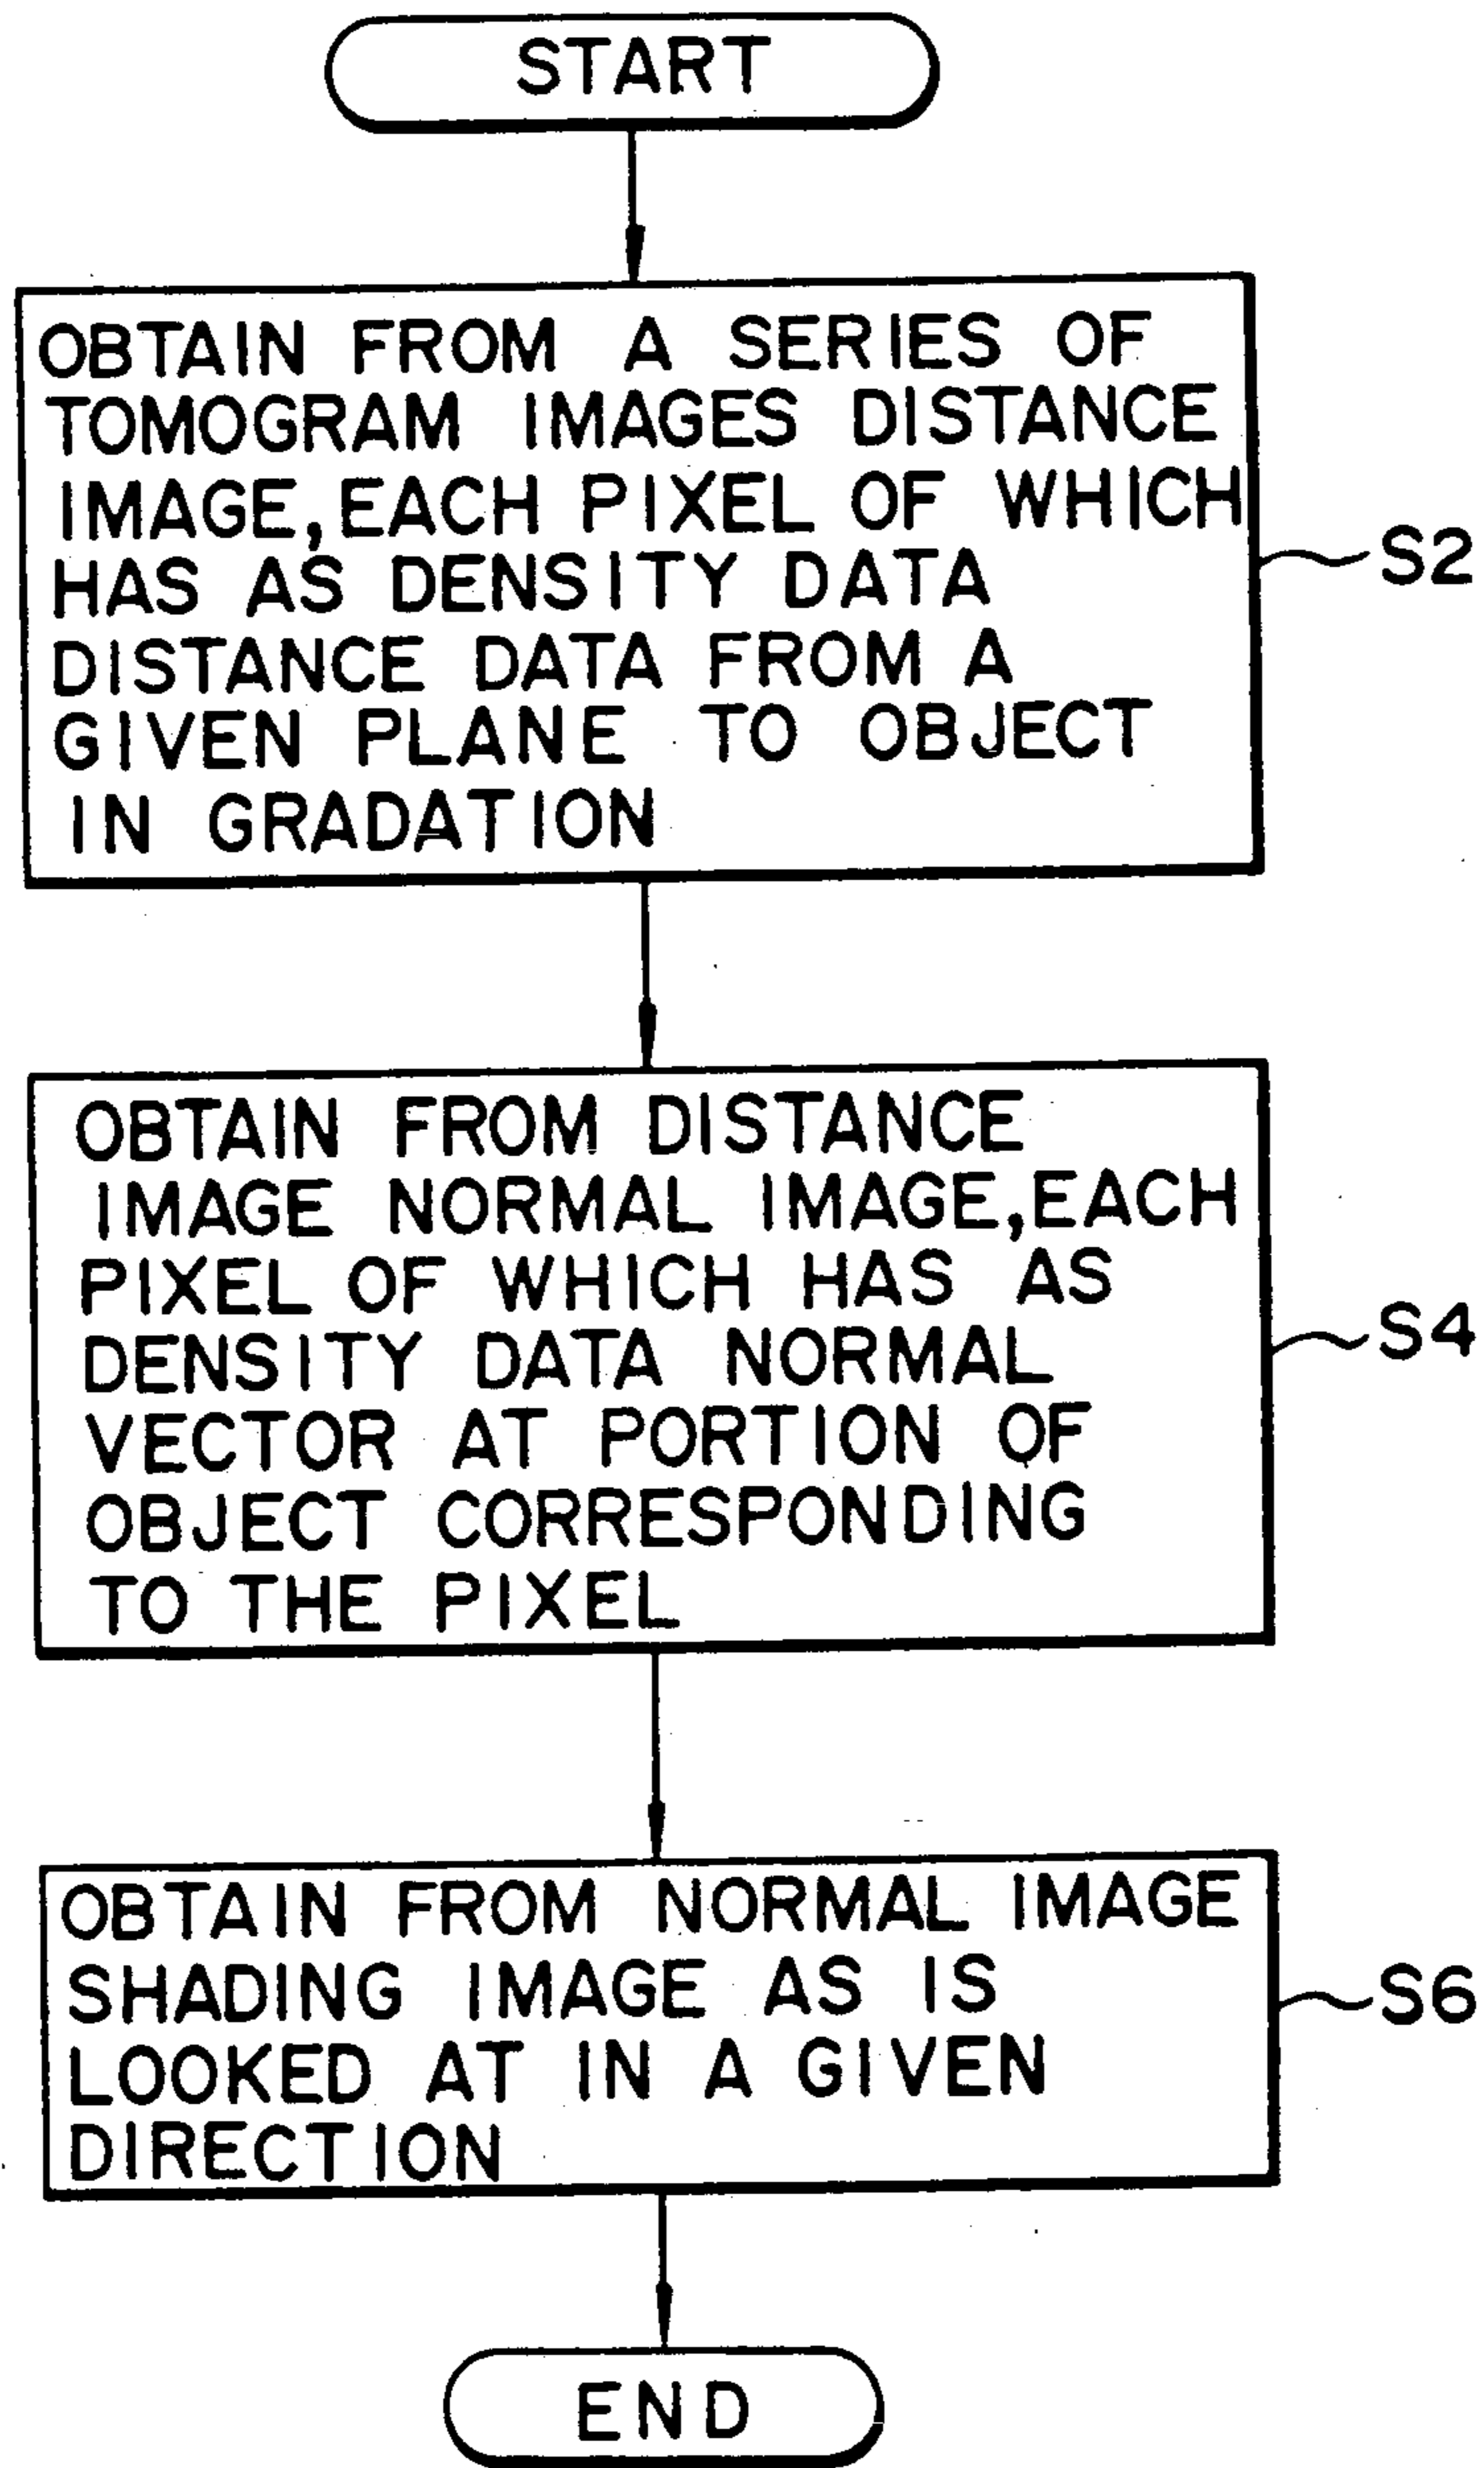 START
OBTAIN FROM A SERIES OF
TOMOGRAM IMAGES DISTANCE
IMAGE, EACH PIXEL OF WHICH
HAS AS DENSITY DATA
DISTANCE DATA FROM A
GIVEN PLANE TO OBJECT
IN GRADATION
S2
OBTAIN FROM DISTANCE
IMAGE NORMAL IMAGE, EACH
PIXEL OF WHICH HAS AS
DENSITY DATA NORMAL
VECTOR AT PORTION OF
OBJECT CORRESPONDING
TO THE PIXEL
S4
OBTAIN FROM NORMAL IMAGE
SHADING IMAGE AS IS
LOOKED AT IN A GIVEN
DIRECTION
S6
END